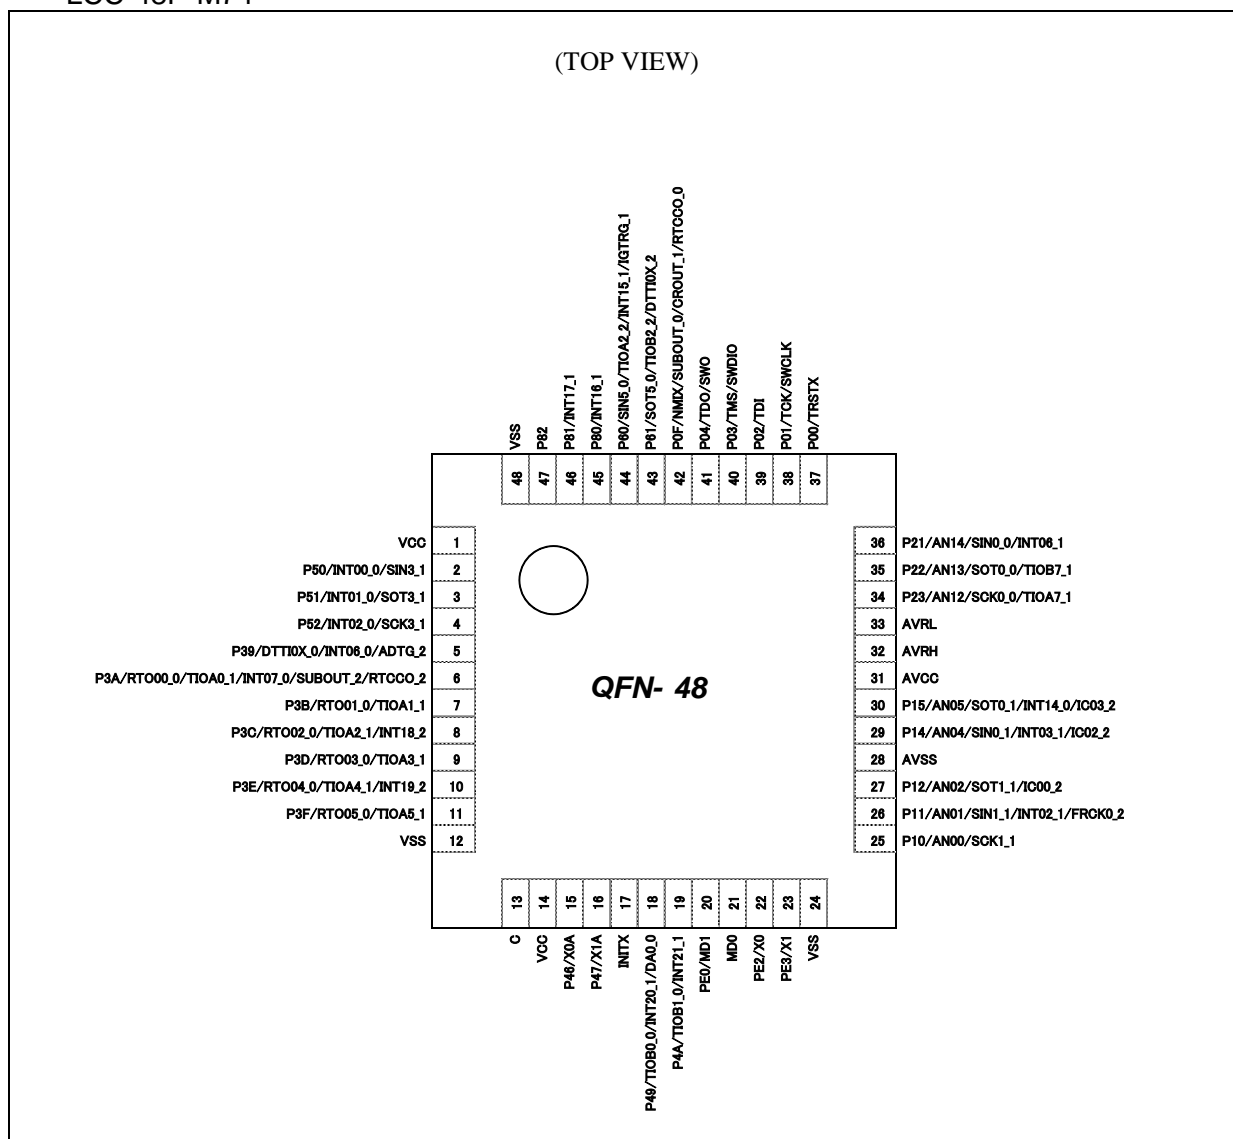 LCC-48P-M74
(TOP VIEW)
VSS
P82
P81/INT17_1
P80/INT16_1
P60/SIN5_0/TIOA2_2/INT15_1/IGTRG_1
P61/SOT5_0/TIOB2_2/DTTI0X_2
P0F/NMIX/SUBOUT_0/CROUT_1/RTCCO_0
P04/TDO/SWO
P03/TMS/SWDIO
P02/TDI
P01/TCK/SWCLK
P00/TRSTX
48 47 46 45 44 43 42 41 40 39 38 37
VCC 1
P50/INT00_0/SIN3_1 2
P51/INT01_0/SOT3_1 3
P52/INT02_0/SCK3_1 4
P39/DTTI0X_0/INT06_0/ADTG_2 5
P3A/RTO00_0/TIOA0_1/INT07_0/SUBOUT_2/RTCCO_2 6
P3B/RTO01_0/TIOA1_1 7
P3C/RTO02_0/TIOA2_1/INT18_2 8
P3D/RTO03_0/TIOA3_1 9
P3E/RTO04_0/TIOA4_1/INT19_2 10
P3F/RTO05_0/TIOA5_1 11
VSS 12
QFN- 48
36 P21/AN14/SIN0_0/INT06_1
35 P22/AN13/SOT0_0/TIOB7_1
34 P23/AN12/SCK0_0/TIOA7_1
33 AVRL
32 AVRH
31 AVCC
30 P15/AN05/SOT0_1/INT14_0/IC03_2
29 P14/AN04/SIN0_1/INT03_1/IC02_2
28 AVSS
27 P12/AN02/SOT1_1/IC00_2
26 P11/AN01/SIN1_1/INT02_1/FRCK0_2
25 P10/AN00/SCK1_1
13 14 15 16 17 18 19 20 21 22 23 24
C
VCC
P46/X0A
P47/X1A
INITX
P49/TIOB0_0/INT20_1/DA0_0
P4A/TIOB1_0/INT21_1
PE0/MD1
MD0
PE2/X0
PE3/X1
VSS